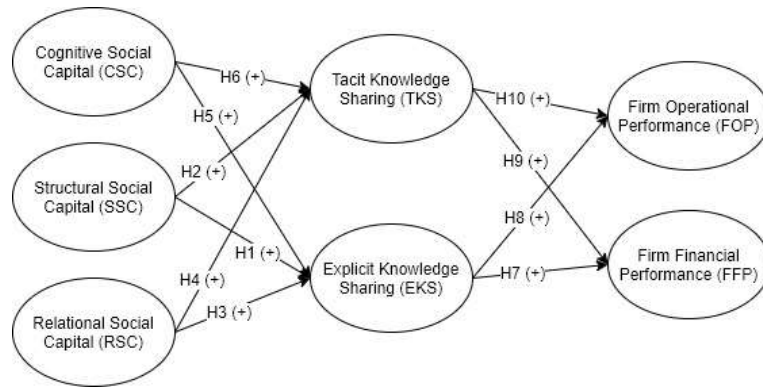 Cognitive Social
Capital (CSC)
H6 (+)
Tacit Knowledge
Sharing (TKS)
H10 (+)
Firm Operational
Performance (FOP)
H5 (+)
H9 (+)
H2 (+)
Structural Social
Capital (SSC)
H8 (+)
H1 (+)
Explicit Knowledge
Sharing (EKS)
H7 (+)
Firm Financial
Performance (FFP)
H4 (+)
H3 (+)
Relational Social
Capital (RSC)